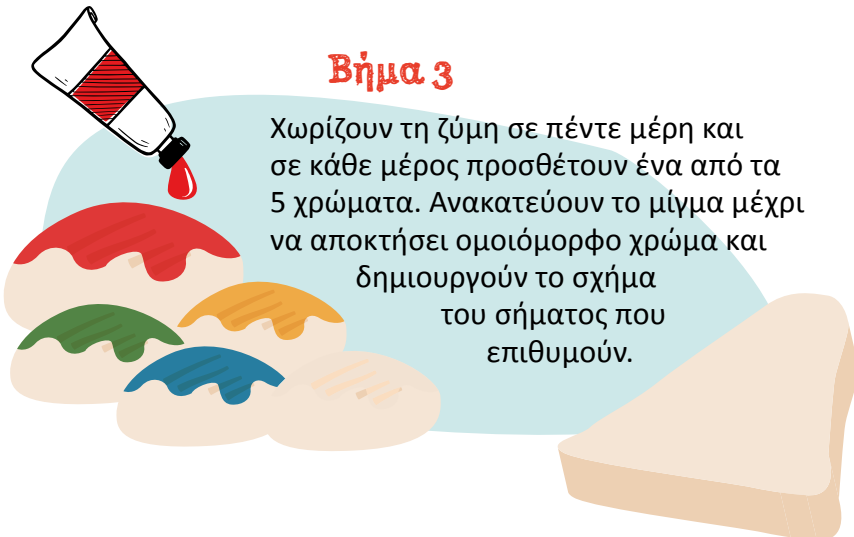 Βήμα 3
Χωρίζουν τη ζύμη σε πέντε μέρη και
σε κάθε μέρος προσθέτουν ένα από τα
5 χρώματα. Ανακατεύουν το μίγμα μέχρι
να αποκτήσει ομοιόμορφο χρώμα και
δημιουργούν το σχήμα
του σήματος που
επιθυμούν.